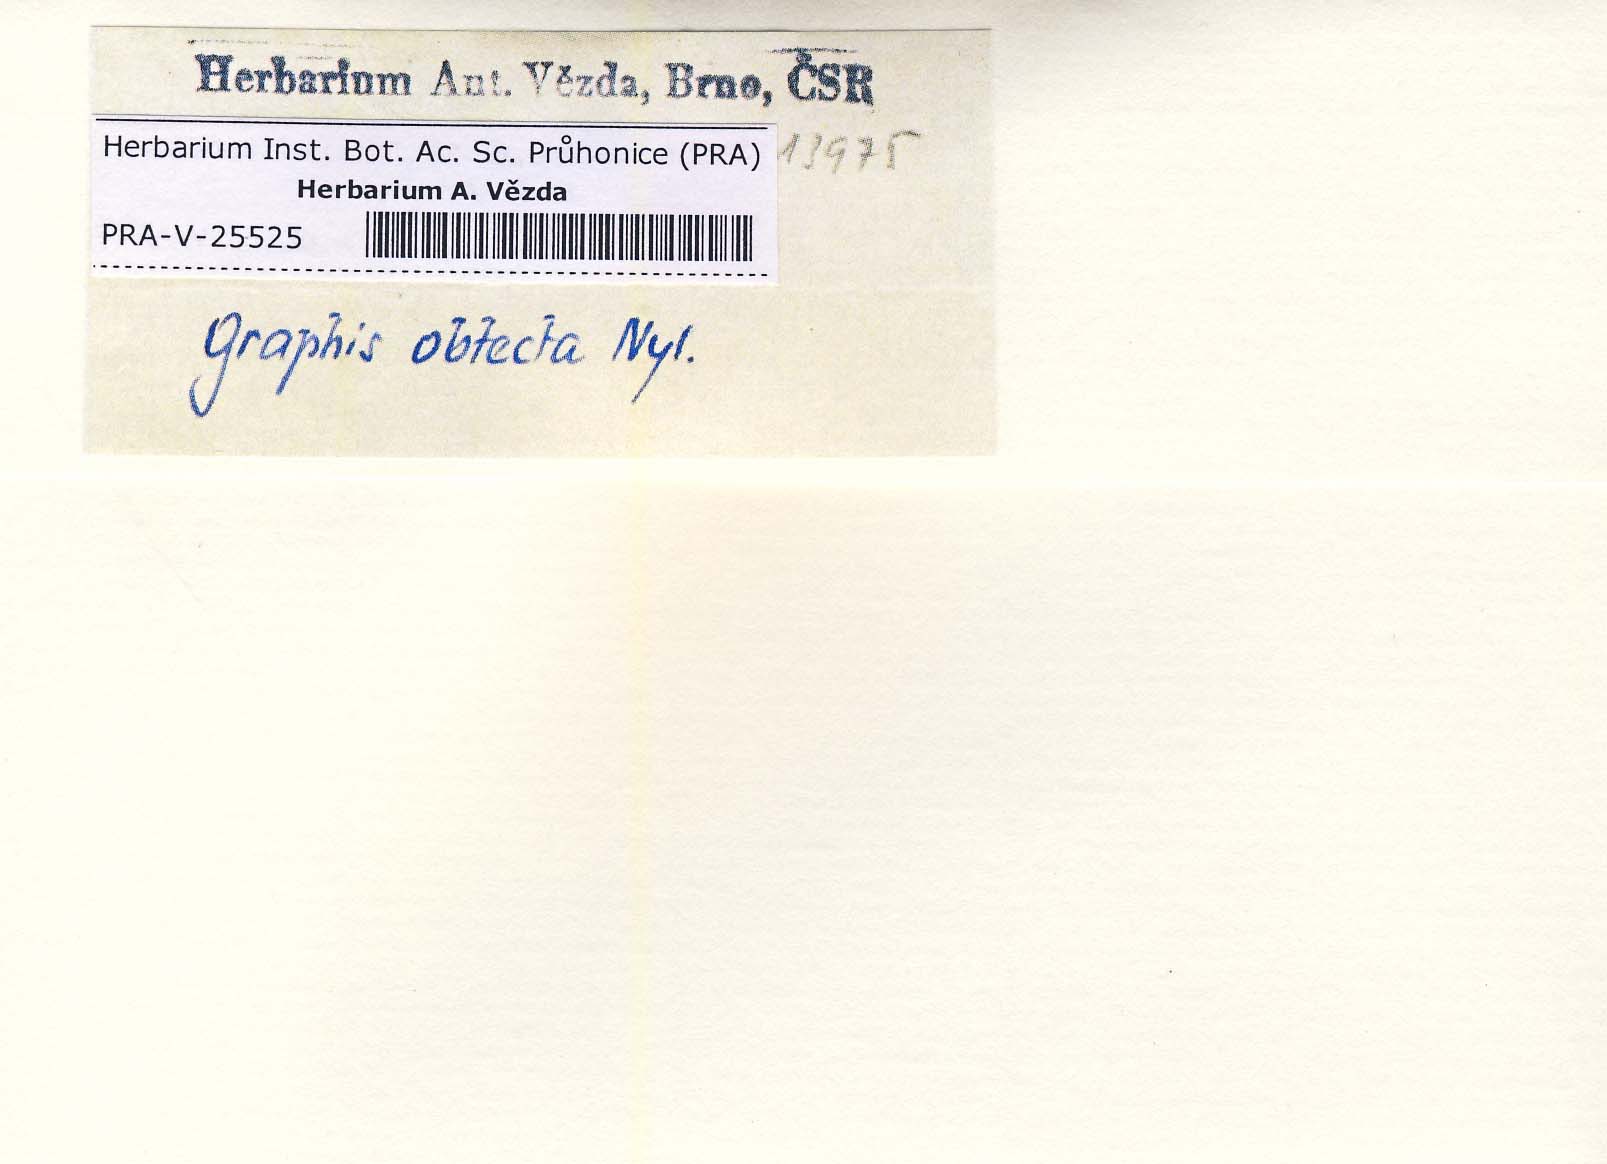 Herbarium Ant. Vězda, Brno, ČSR
13975
Herbarium Inst. Bot. Ac. Sc. Průhonice (PRA)
Herbarium A. Vězda
PRA-V-25525
Graphis obtecta Nyl.